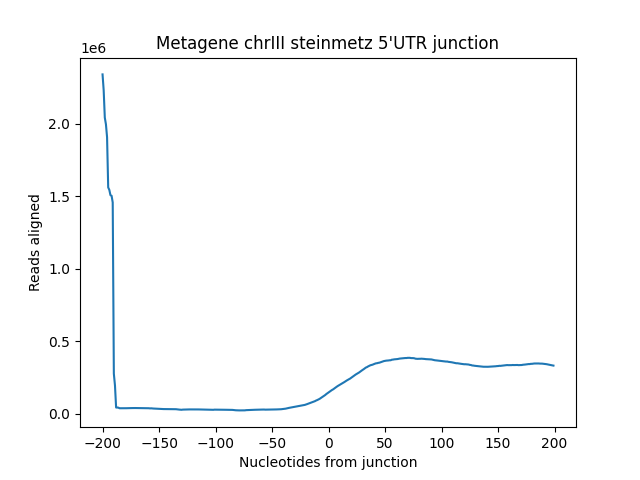 Metagene chrIII steinmetz 5'UTR junction
1e6
2.0
1.5
1.0
0.5
0.0
Reads aligned
−200 −150 −100 −50 0 50 100 150 200
Nucleotides from junction